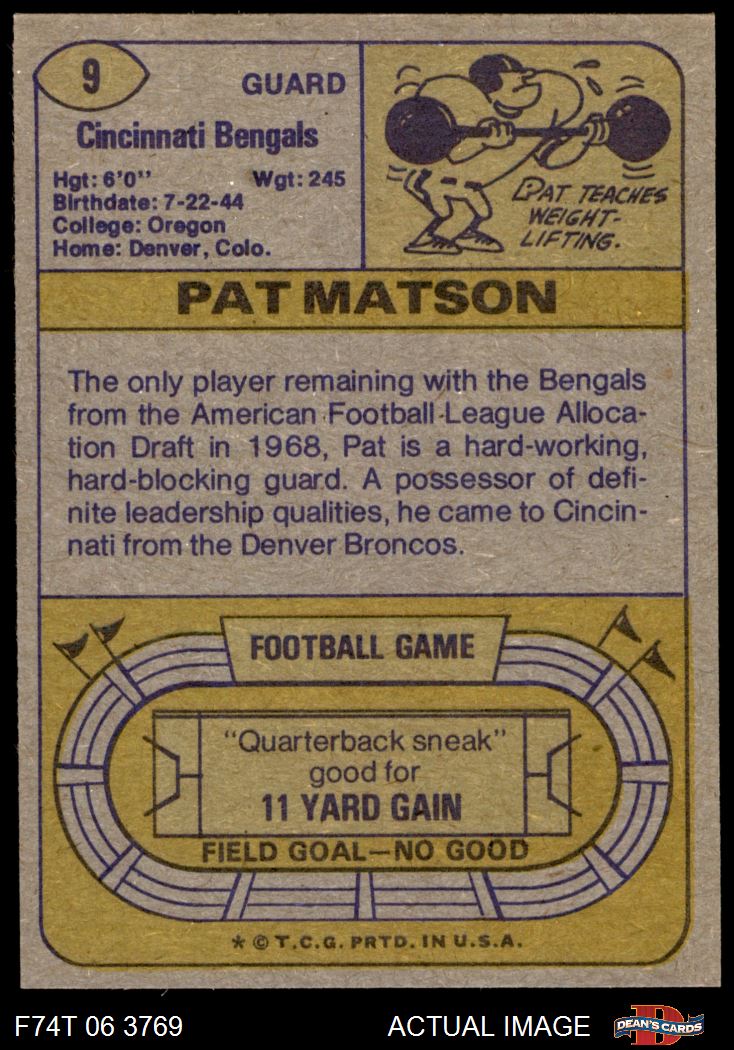 9
GUARD
Cincinnati Bengals
Hgt: 6'0" Wgt: 245
Birthdate: 7-22-44
College: Oregon
Home: Denver, Colo.
PAT TEACHES
WEIGHT-
LIFTING.
PAT MATSON
The only player remaining with the Bengals
from the American Football League Alloca-
tion Draft in 1968, Pat is a hard-working,
hard-blocking guard. A possessor of defi-
nite leadership qualities, he came to Cincin-
nati from the Denver Broncos.
FOOTBALL GAME
"Quarterback sneak"
good for
11 YARD GAIN
FIELD GOAL—NO GOOD
* © T.C.G. PRTD. IN U.S.A.
F74T 06 3769 ACTUAL IMAGE
D
DEAN'S CARDS